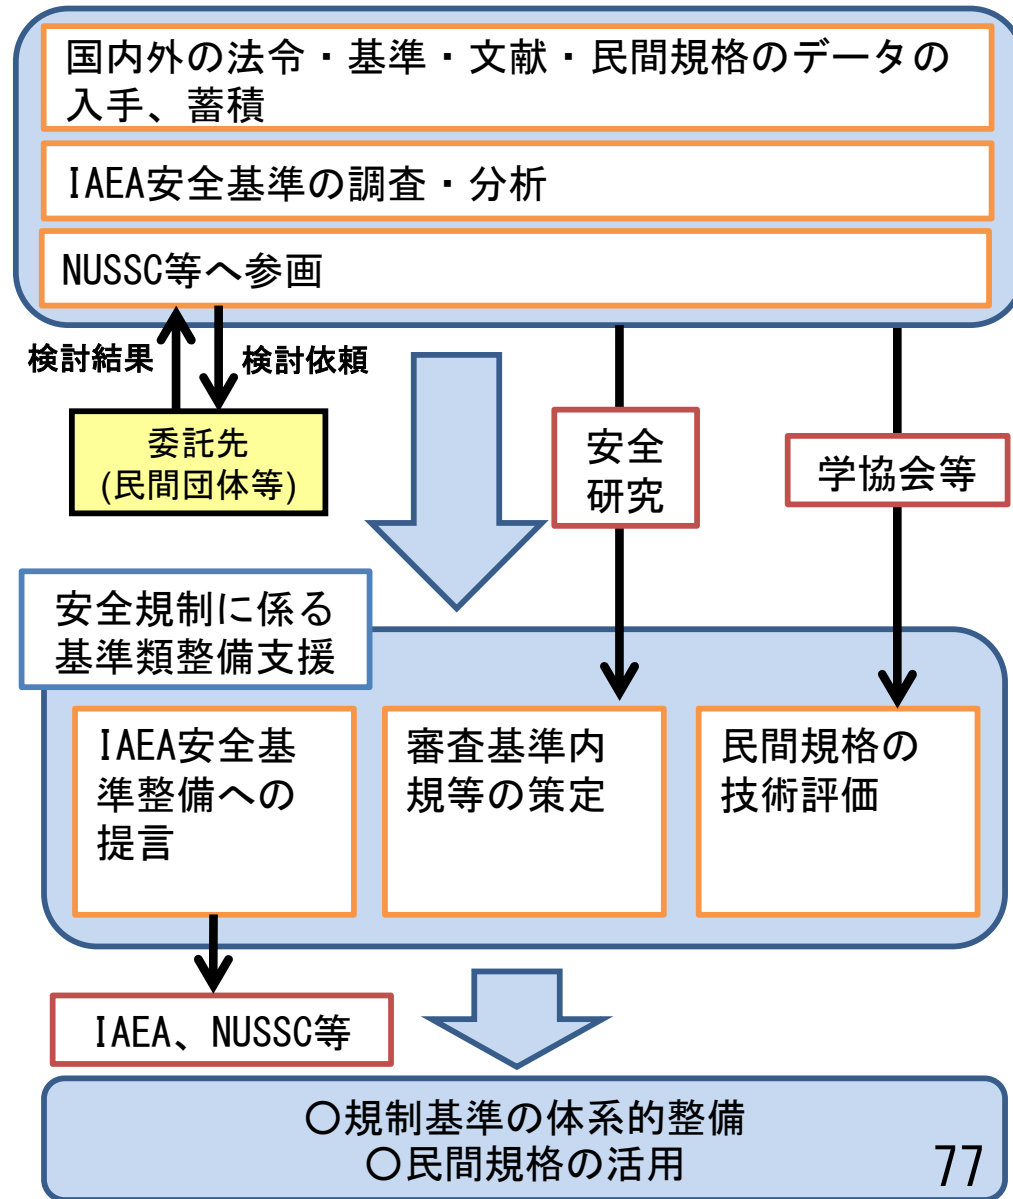 国内外の法令・基準・文献・民間規格のデータの
入手、蓄積
IAEA安全基準の調査・分析
NUSSC等へ参画
検討結果
検討依頼
委託先
(民間団体等)
安全
研究
学協会等
安全規制に係る
基準類整備支援
IAEA安全基
準整備への
提言
審査基準内
規等の策定
民間規格の
技術評価
IAEA、NUSSC等
○規制基準の体系的整備
○民間規格の活用
77